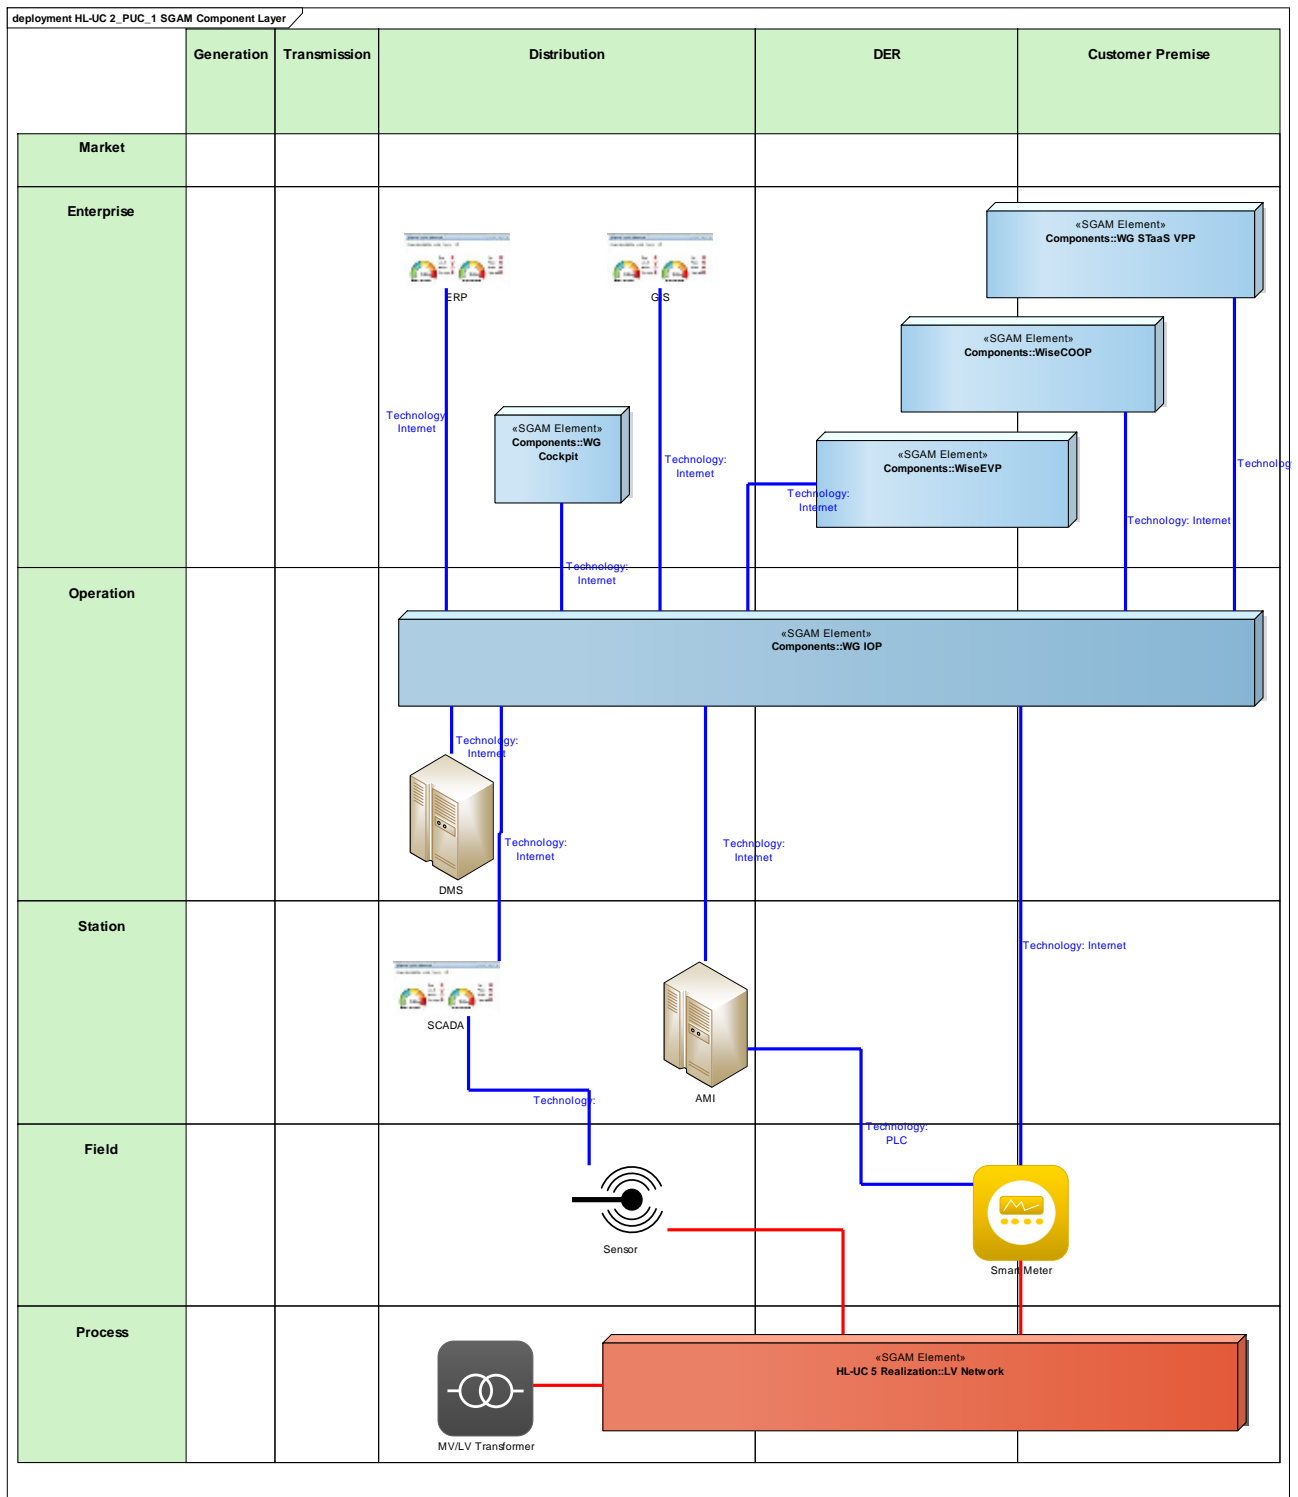 deployment HL-UC 2_PUC_1 SGAM Component Layer
Generation
Transmission
Distribution
DER
Customer Premise
Market
Enterprise
«SGAM Element»
Components::WG STaaS VPP
ERP
GIS
«SGAM Element»
Components::WiseCOOP
Technology:
Internet
«SGAM Element»
Components::WG
Cockpit
«SGAM Element»
Components::WiseEVP
Technology:
Internet
Technology
Technology:
Internet
Technology: Internet
Technology:
Internet
Operation
«SGAM Element»
Components::WG IOP
Technology:
Internet
Technology:
Internet
Technology:
Internet
DMS
Station
Technology: Internet
SCADA
AMI
Technology:
Technology:
PLC
Field
Sensor
Smart Meter
Process
«SGAM Element»
HL-UC 5 Realization::LV Network
MV/LV Transformer